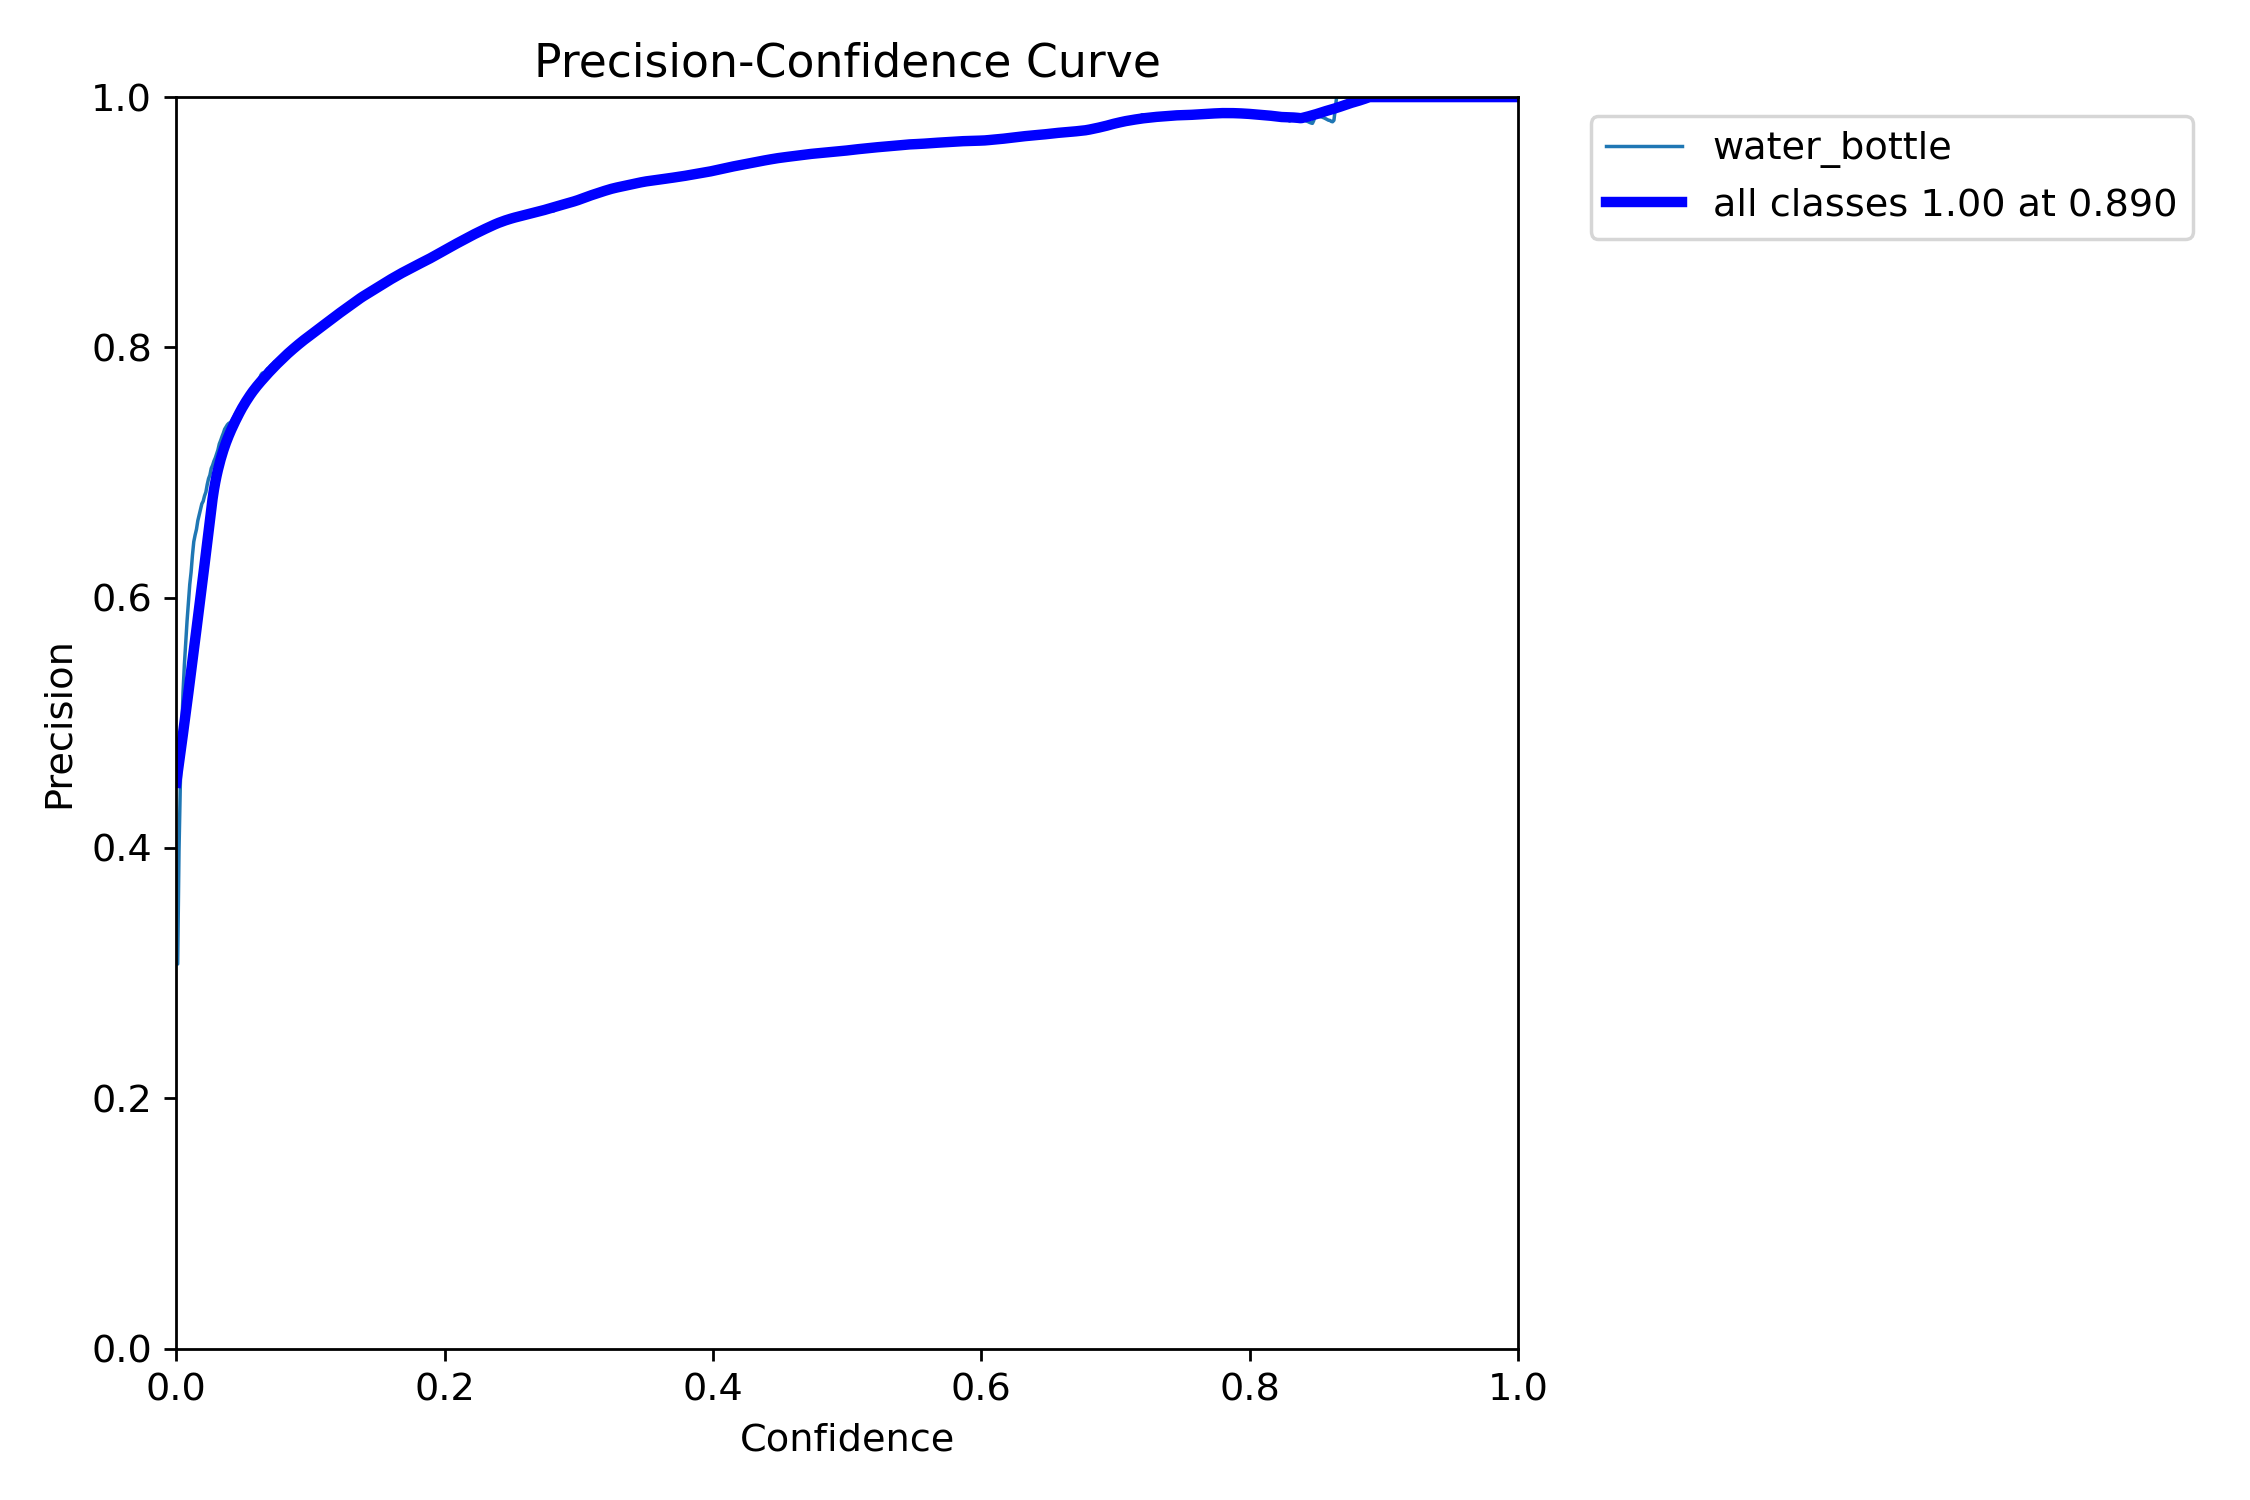 Precision-Confidence Curve
1.0
0.8
0.6
0.4
0.2
0.0
Precision
0.0 0.2 0.4 0.6 0.8 1.0
Confidence
water_bottle
all classes 1.00 at 0.890